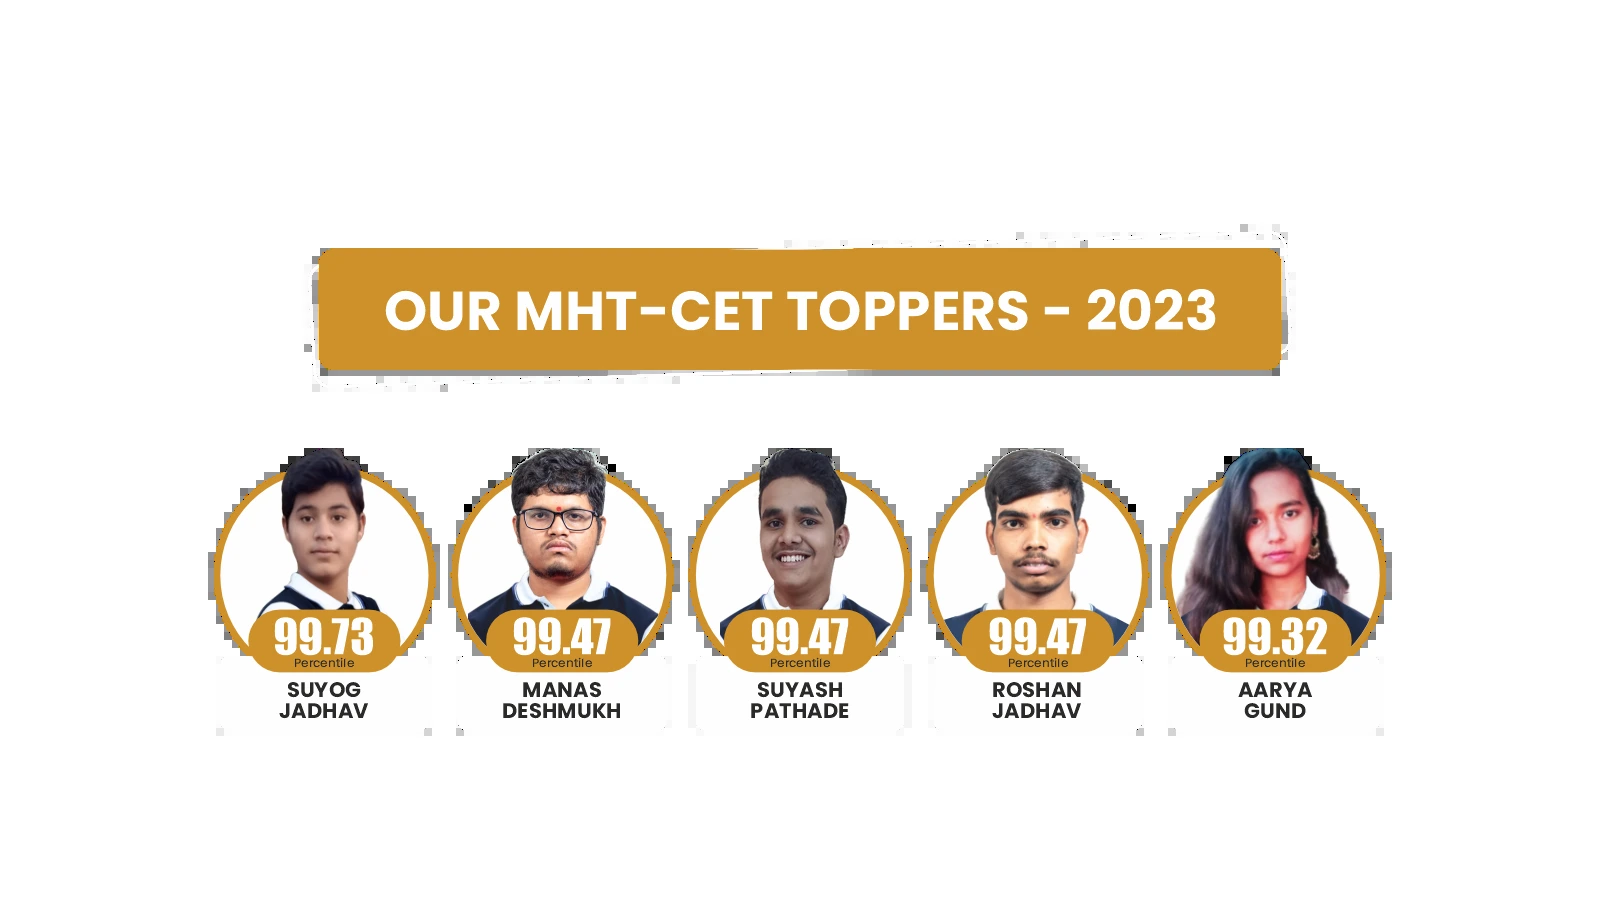 OUR MHT-CET TOPPERS - 2023
99.73
Percentile
SUYOG
JADHAV
99.47
Percentile
MANAS
DESHMUKH
99.47
Percentile
SUYASH
PATHADE
99.47
Percentile
ROSHAN
JADHAV
99.32
Percentile
AARYA
GUND